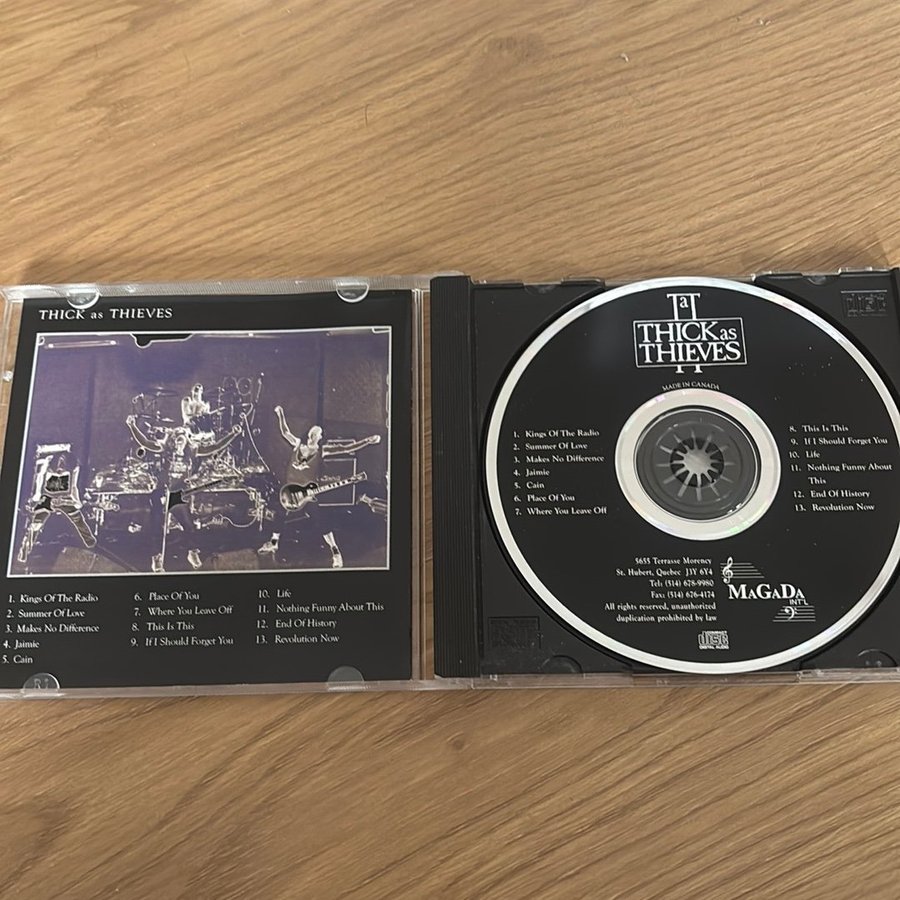 THICK as THIEVES
1. Kings Of The Radio
2. Summer Of Love
3. Makes No Difference
4. Jaimie
5. Cain
6. Place Of You
7. Where You Leave Off
8. This Is This
9. If I Should Forget You
10. Life
11. Nothing Funny About This
12. End Of History
13. Revolution Now
TaT
THICK as
THIEVES
MADE IN CANADA
1. Kings Of The Radio
2. Summer Of Love
3. Makes No Difference
4. Jaimie
5. Cain
6. Place Of You
7. Where You Leave Off
8. This Is This
9. If I Should Forget You
10. Life
11. Nothing Funny About
This
12. End Of History
13. Revolution Now
5655 Terrasse Morency
St. Hubert, Quebec J3Y 6Y4
Tel: (514) 678-9980
Fax: (514) 676-4174
All rights reserved, unauthorized
duplication prohibited by law
MAGADA
INT'L
COMPACT
disc
DIGITAL AUDIO